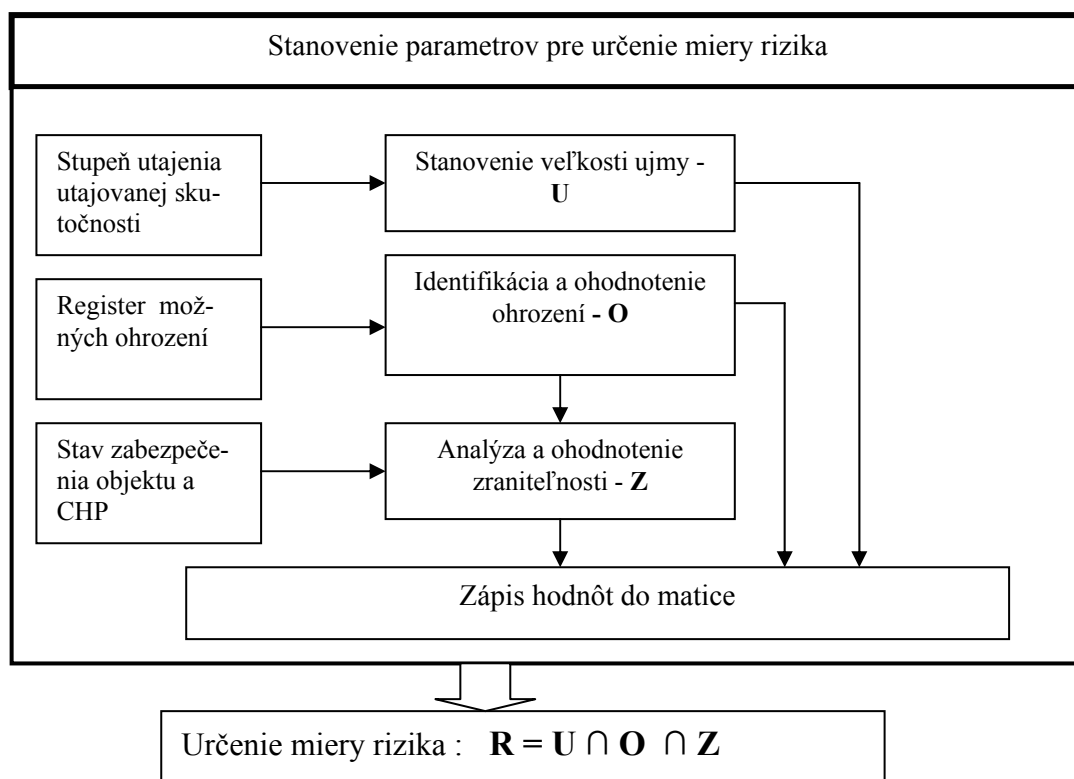 Stanovenie parametrov pre určenie miery rizika
Stupeň utajenia
utajovanej sku-
točnosti
Stanovenie veľkosti ujmy -
U
Register mož-
ných ohrození
Identifikácia a ohodnotenie
ohrození - O
Stav zabezpeče-
nia objektu a
CHP
Analýza a ohodnotenie
zraniteľnosti - Z
Zápis hodnôt do matice
Určenie miery rizika : R = U ∩ O ∩ Z